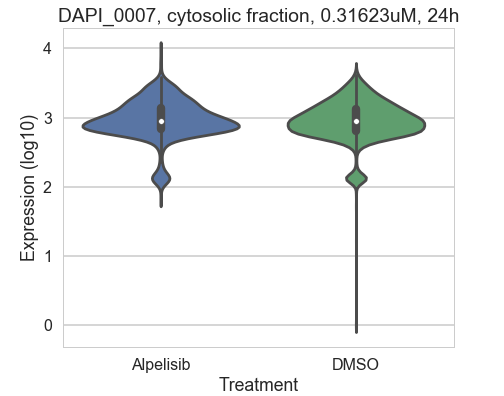 DAPI_0007, cytosolic fraction, 0.31623uM, 24h
Expression (log10)
4
3
2
1
0
Alpelisib DMSO
Treatment